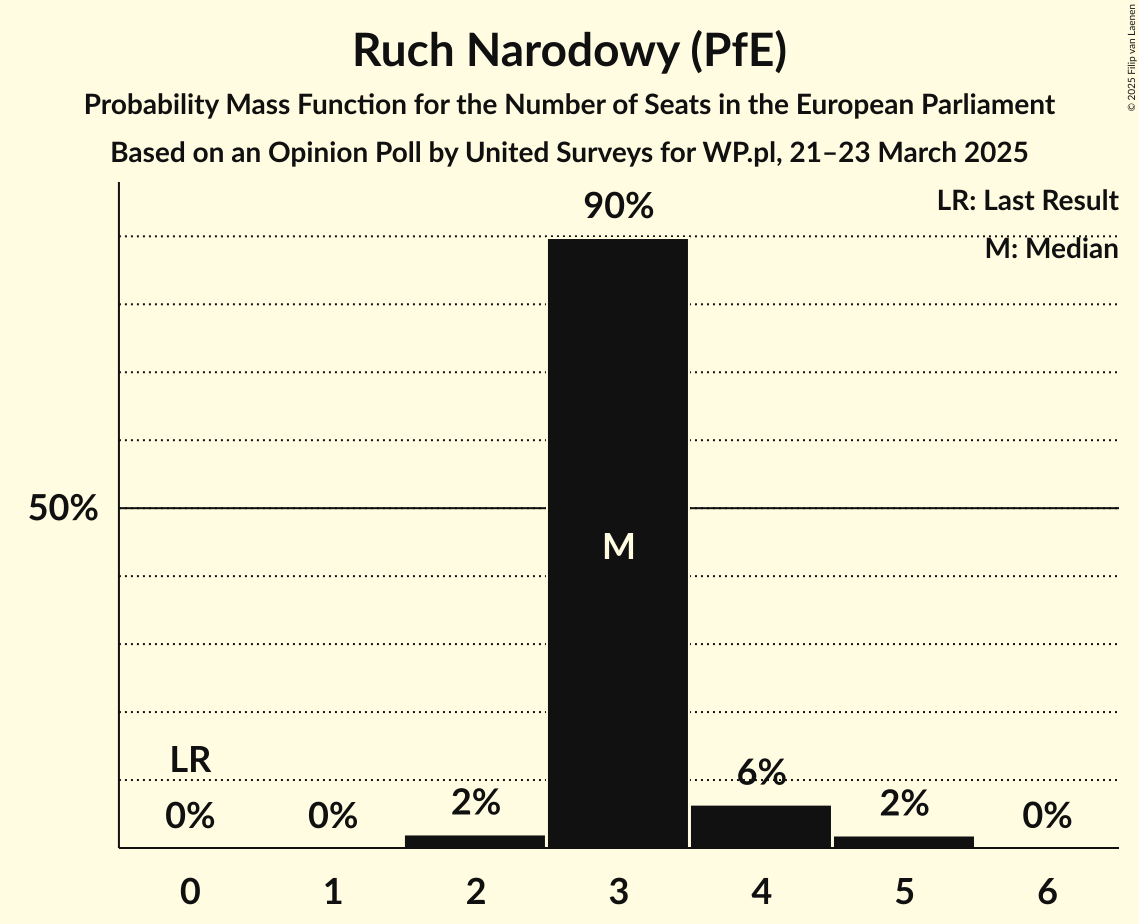 Ruch Narodowy (PfE)
Probability Mass Function for the Number of Seats in the European Parliament
Based on an Opinion Poll by United Surveys for WP.pl, 21–23 March 2025
© 2025 Filip van Laenen
LR: Last Result
M: Median
90%
50%
M
LR
0%
0%
2%
6%
2%
0%
0
1
2
3
4
5
6